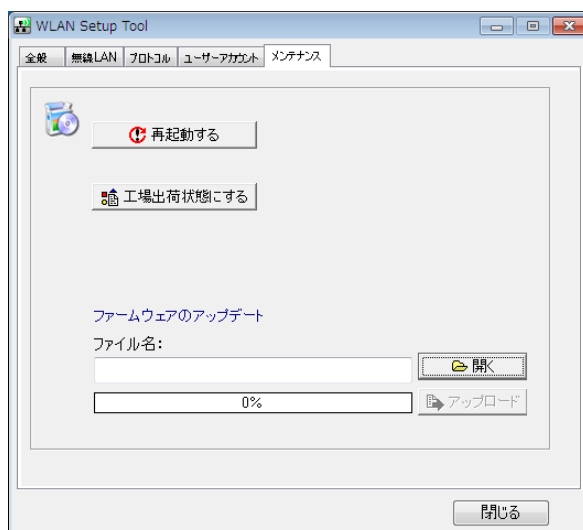 WLAN Setup Tool
全般 無線LAN プロトコル ユーザーアカウント メンテナンス
再起動する
工場出荷状態にする
ファームウェアのアップデート
ファイル名:
開く
0%
アップロード
閉じる